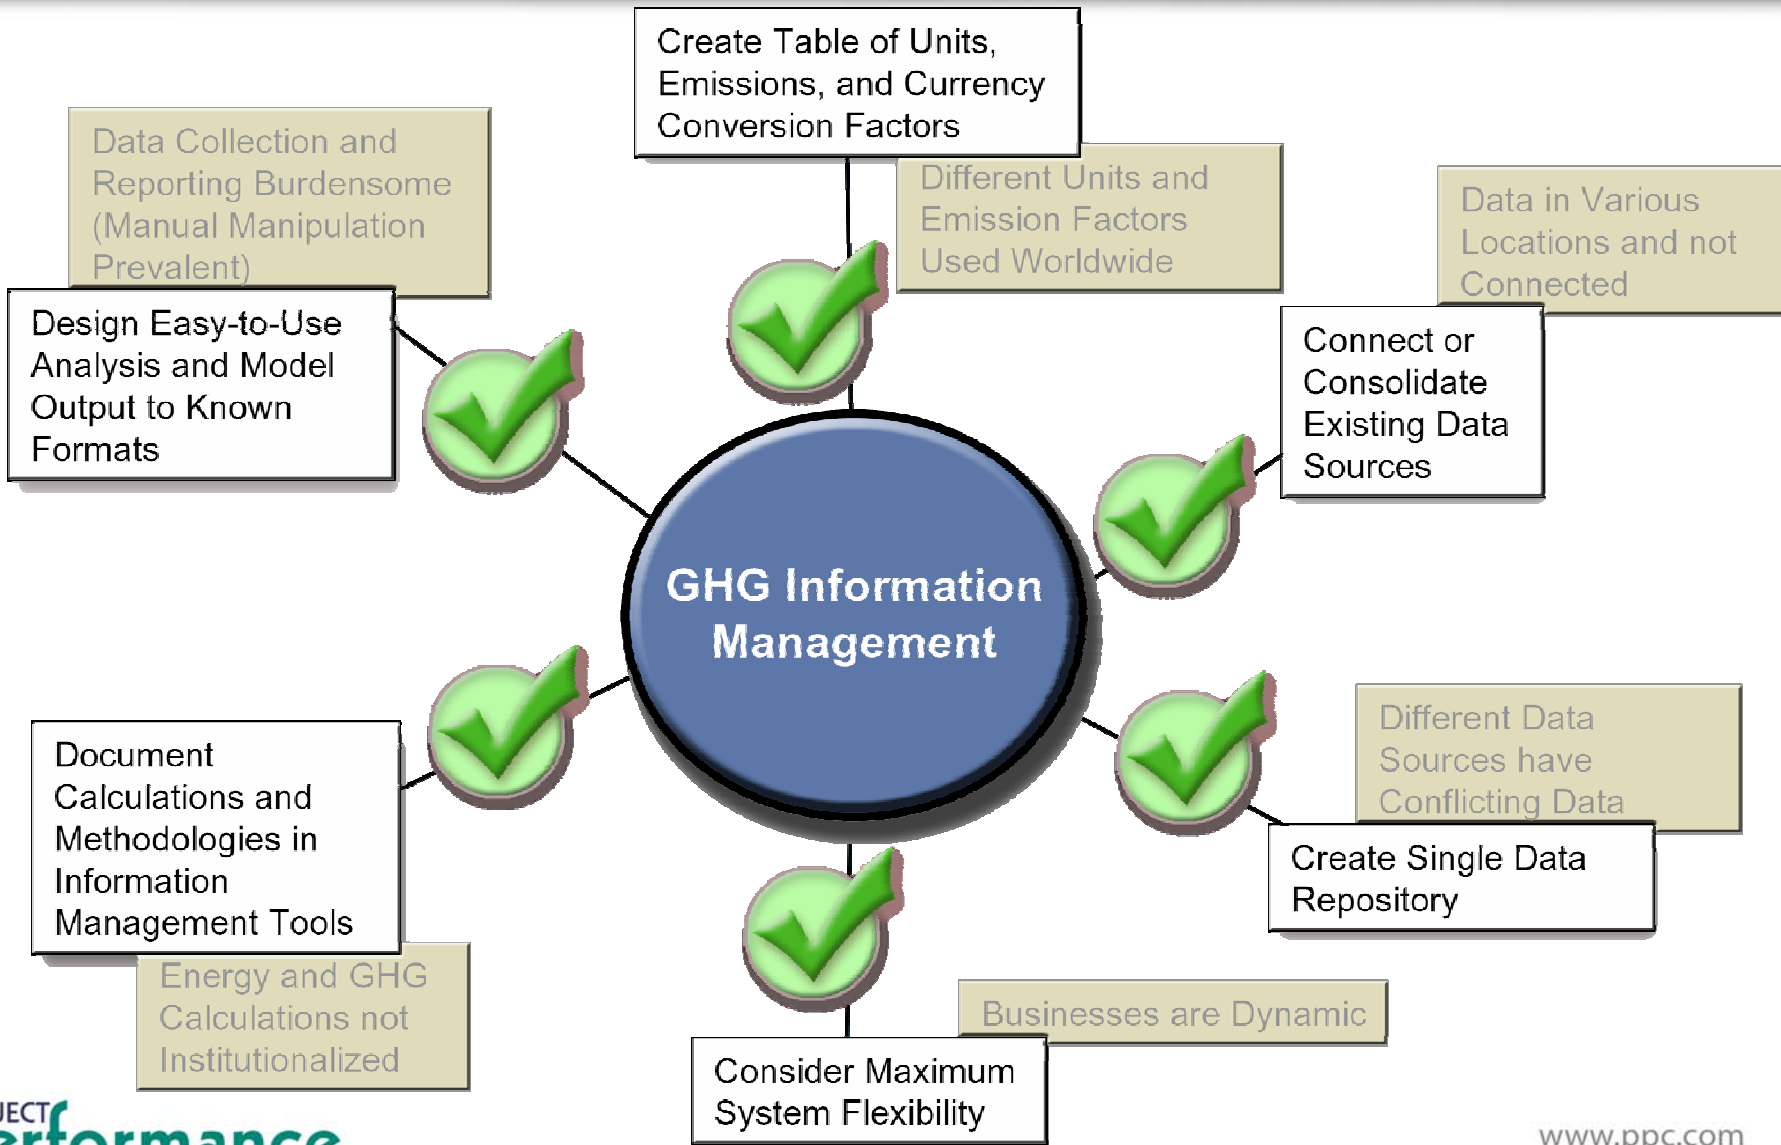 Create Table of Units,
Emissions, and Currency
Conversion Factors
Different Units and
Emission Factors
Used Worldwide
Data Collection and
Reporting Burdensome
(Manual Manipulation
Prevalent)
Design Easy-to-Use
Analysis and Model
Output to Known
Formats
Data in Various
Locations and not
Connected
Connect or
Consolidate
Existing Data
Sources
GHG Information
Management
Different Data
Sources have
Conflicting Data
Create Single Data
Repository
Document
Calculations and
Methodologies in
Information
Management Tools
Energy and GHG
Calculations not
Institutionalized
Businesses are Dynamic
Consider Maximum
System Flexibility
JECT
erformance
www.ppc.com